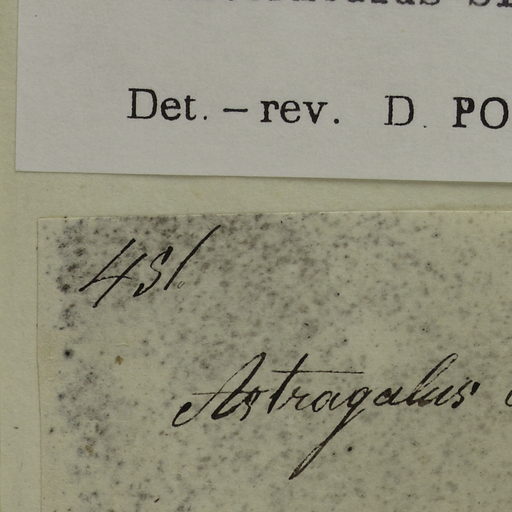 Det. – rev. D. PO
451.
Astragalus